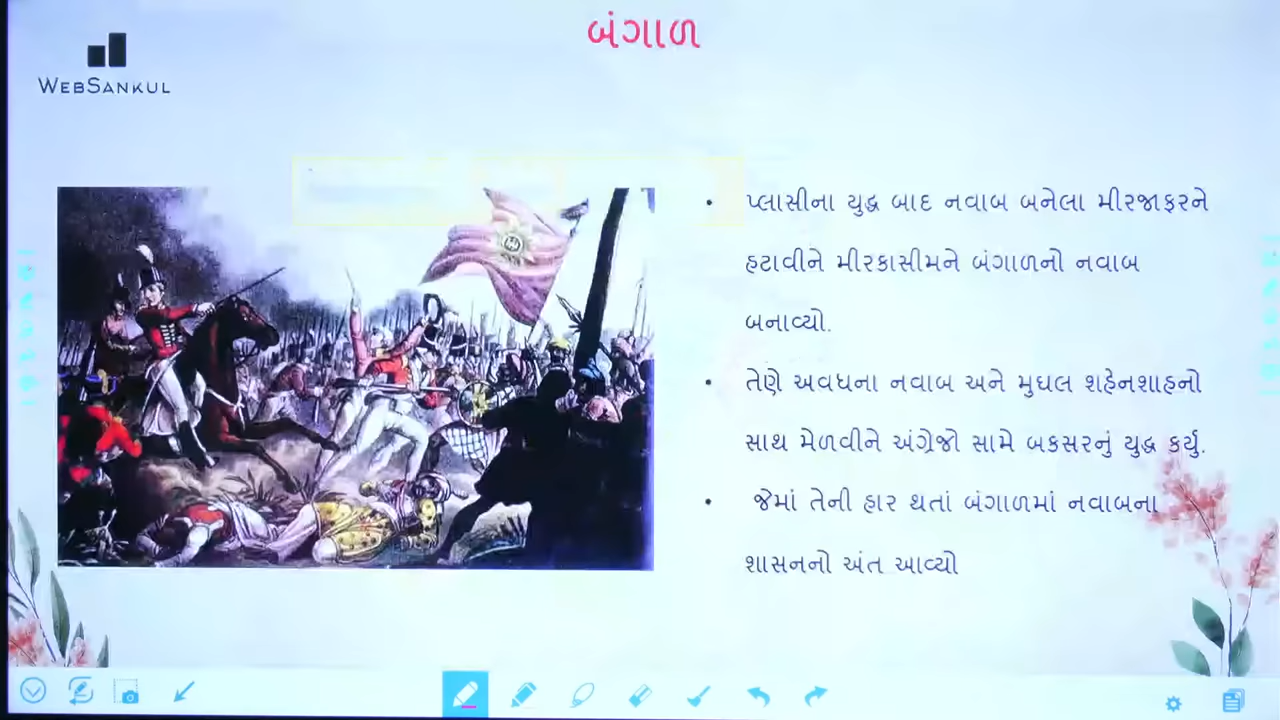 બંગાળ
WEBSANKUL
• પ્લાસીના યુદ્ધ બાદ નવાબ બનેલા મીરજાફરને
હટાવીને મીરકાસીમને બંગાળનો નવાબ
બનાવ્યો.
• તેણે અવધના નવાબ અને મુઘલ શહેનશાહનો
સાથ મેળવીને અંગ્રેજો સામે બકસરનું યુદ્ધ કર્યું.
• જેમાં તેની હાર થતાં બંગાળમાં નવાબના
શાસનનો અંત આવ્યો